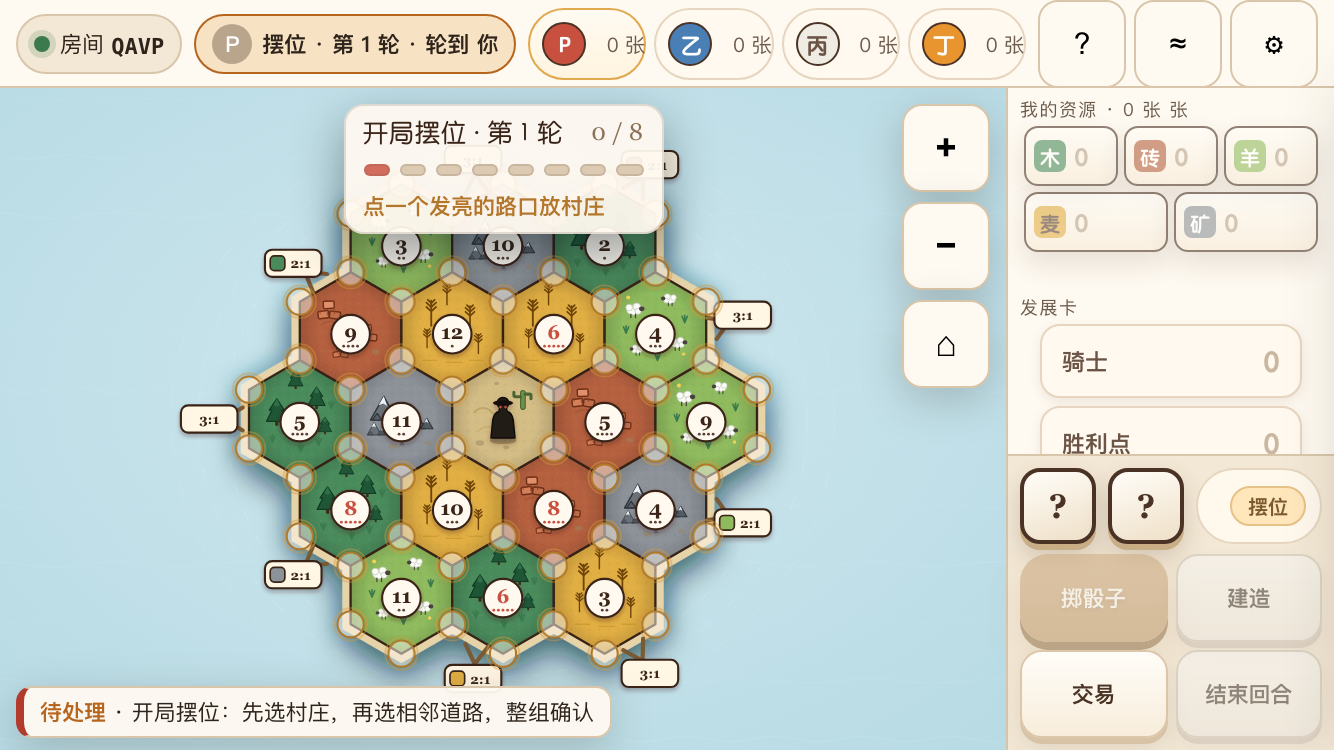 房间 QAVP
P 摆位 · 第 1 轮 · 轮到 你
P 0 张
乙 0 张
丙 0 张
丁 0 张
? ≈ ⚙
开局摆位 · 第 1 轮 0 / 8
点一个发亮的路口放村庄
+
−
⌂
3 10 2
2:1
9 12 6 4
3:1
3:1
5 11 5 9
8 10 8 4
2:1
2:1
11 6 3
2:1
3:1
待处理 · 开局摆位：先选村庄，再选相邻道路，整组确认
我的资源 · 0 张 张
木 0
砖 0
羊 0
麦 0
矿 0
发展卡
骑士 0
胜利点 0
? ? 摆位
掷骰子 建造
交易 结束回合